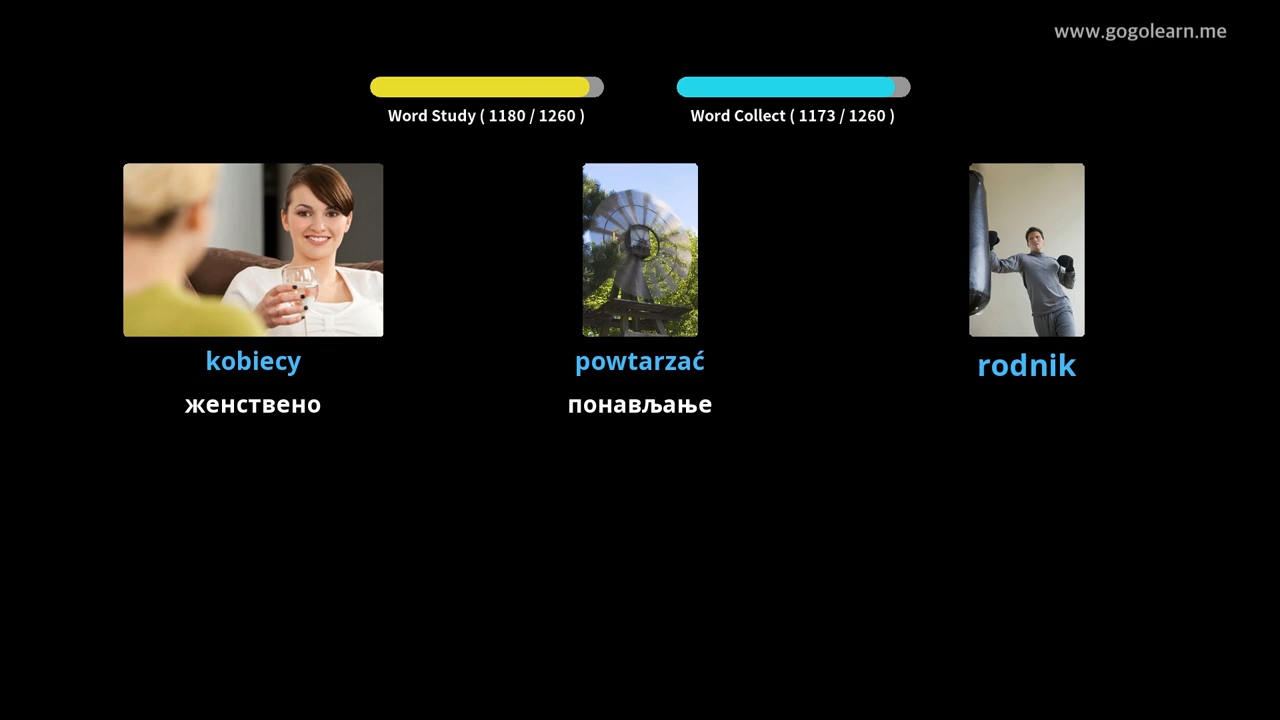 www.gogolearn.me
Word Study ( 1180 / 1260 )
Word Collect ( 1173 / 1260 )
kobiecy
powtarzać
rodnik
женствено
понављање